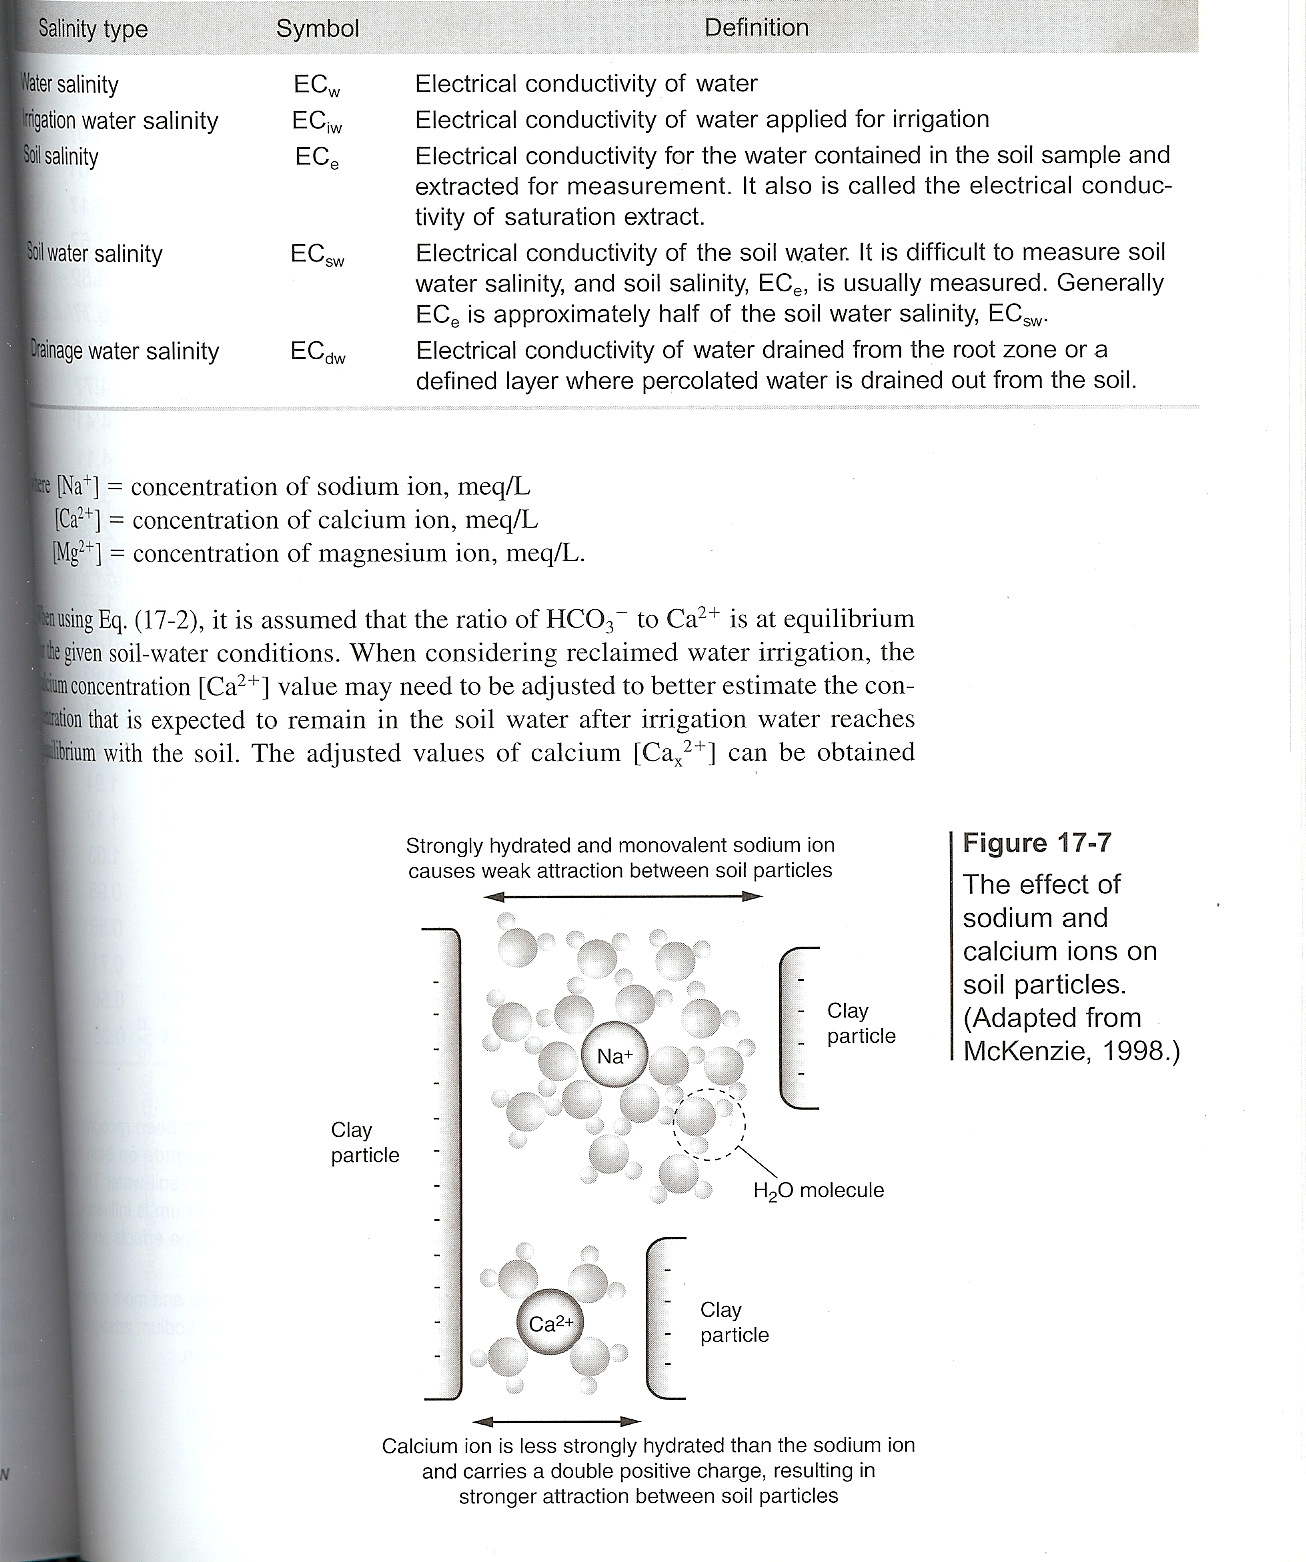 Salinity type Symbol Definition
Water salinity EC_w Electrical conductivity of water
Irrigation water salinity EC_iw Electrical conductivity of water applied for irrigation
Soil salinity EC_e Electrical conductivity for the water contained in the soil sample and
extracted for measurement. It also is called the electrical conduc-
tivity of saturation extract.
Soil water salinity EC_sw Electrical conductivity of the soil water. It is difficult to measure soil
water salinity, and soil salinity, EC_e, is usually measured. Generally
EC_e is approximately half of the soil water salinity, EC_sw.
Drainage water salinity EC_dw Electrical conductivity of water drained from the root zone or a
defined layer where percolated water is drained out from the soil.
[Na⁺] = concentration of sodium ion, meq/L
[Ca²⁺] = concentration of calcium ion, meq/L
[Mg²⁺] = concentration of magnesium ion, meq/L.
using Eq. (17-2), it is assumed that the ratio of HCO₃⁻ to Ca²⁺ is at equilibrium
the given soil-water conditions. When considering reclaimed water irrigation, the
concentration [Ca²⁺] value may need to be adjusted to better estimate the con-
that is expected to remain in the soil water after irrigation water reaches
with the soil. The adjusted values of calcium [Caₓ²⁺] can be obtained
Strongly hydrated and monovalent sodium ion
causes weak attraction between soil particles
Figure 17-7
The effect of
sodium and
calcium ions on
soil particles.
(Adapted from
McKenzie, 1998.)
Na+
Clay
particle
Clay
particle
H₂O molecule
Ca2+
Clay
particle
Calcium ion is less strongly hydrated than the sodium ion
and carries a double positive charge, resulting in
stronger attraction between soil particles